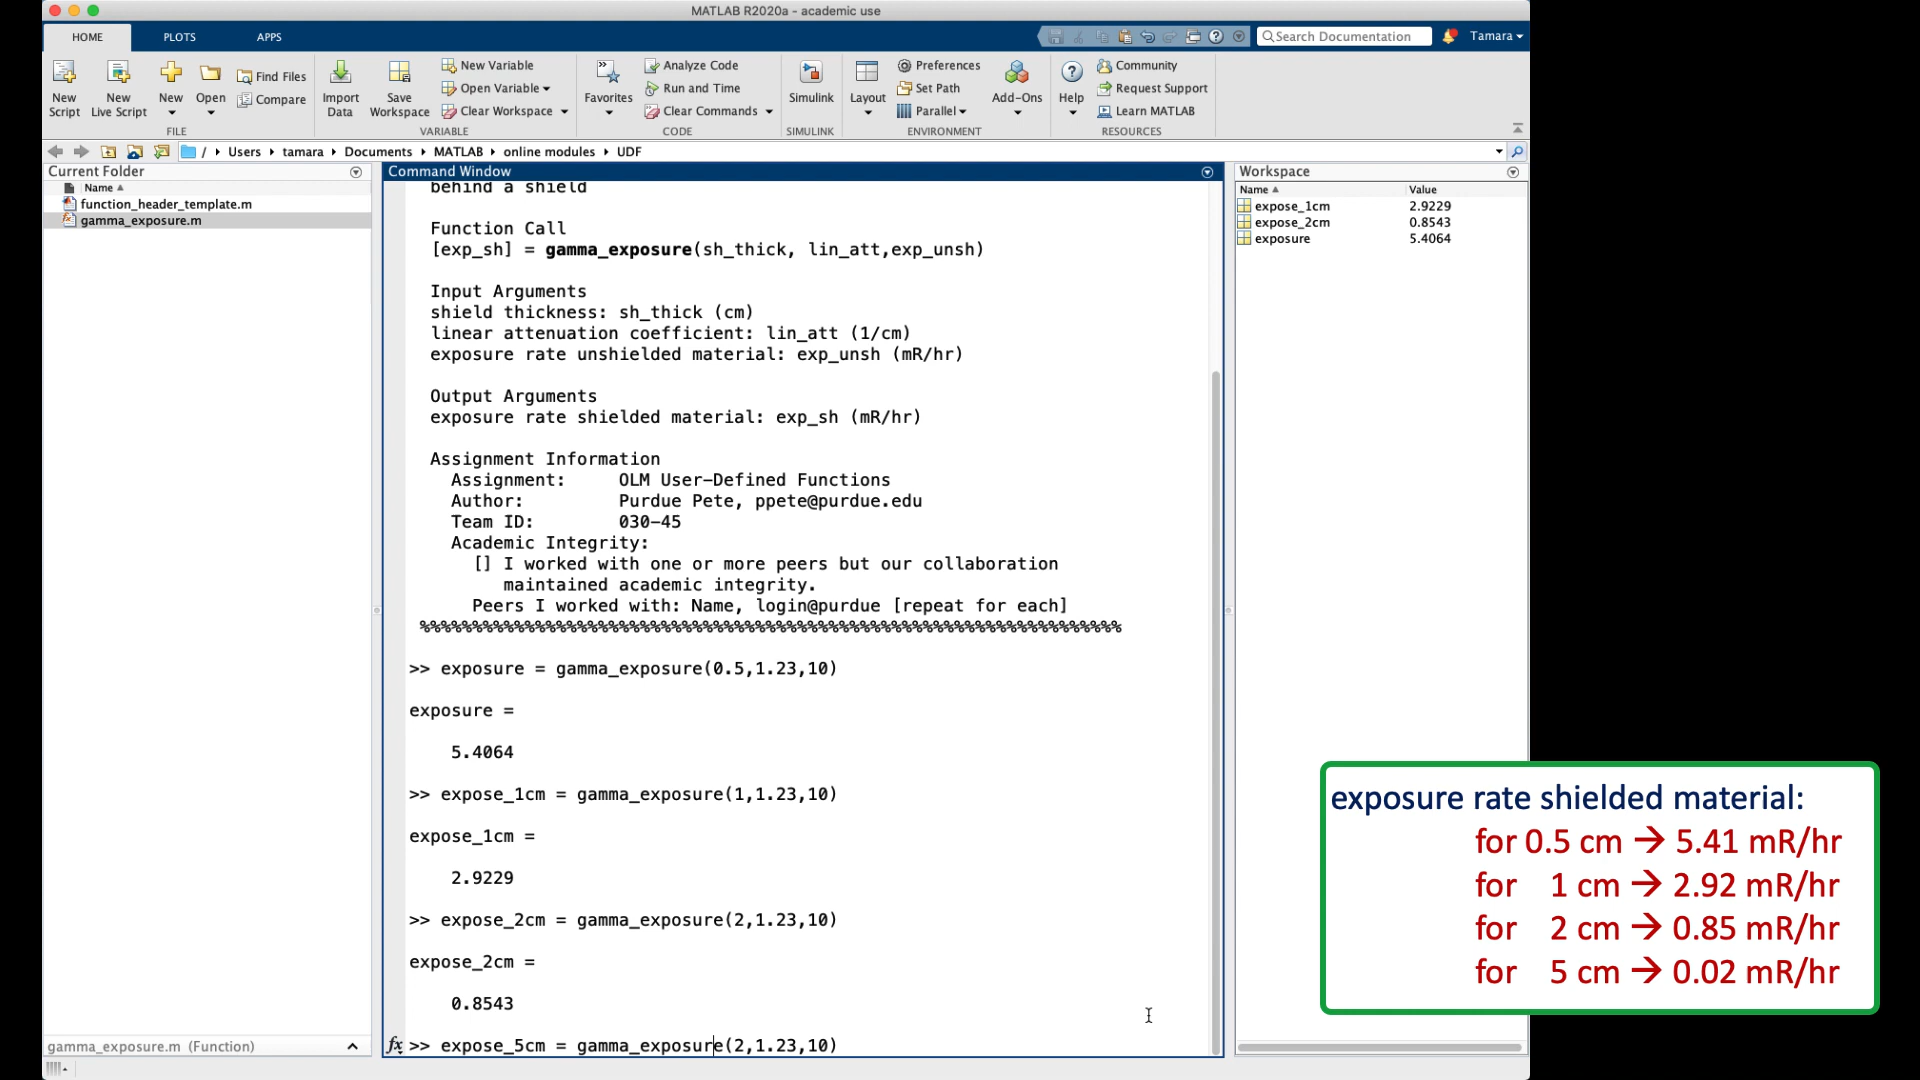 MATLAB R2020a - academic use
HOME PLOTS APPS
Search Documentation
Tamara
New Script
New Live Script
New
Open
Find Files
Compare
FILE
Import Data
Save Workspace
New Variable
Open Variable
Clear Workspace
VARIABLE
Favorites
Analyze Code
Run and Time
Clear Commands
CODE
Simulink
SIMULINK
Layout
Preferences
Set Path
Parallel
Add-Ons
ENVIRONMENT
Help
Community
Request Support
Learn MATLAB
RESOURCES
/ Users tamara Documents MATLAB online modules UDF
Current Folder
Name
function_header_template.m
gamma_exposure.m
gamma_exposure.m (Function)
Command Window
behind a shield
Function Call
[exp_sh] = gamma_exposure(sh_thick, lin_att,exp_unsh)
Input Arguments
shield thickness: sh_thick (cm)
linear attenuation coefficient: lin_att (1/cm)
exposure rate unshielded material: exp_unsh (mR/hr)
Output Arguments
exposure rate shielded material: exp_sh (mR/hr)
Assignment Information
Assignment: OLM User-Defined Functions
Author: Purdue Pete, ppete@purdue.edu
Team ID: 030-45
Academic Integrity:
[] I worked with one or more peers but our collaboration
maintained academic integrity.
Peers I worked with: Name, login@purdue [repeat for each]
%%%%%%%%%%%%%%%%%%%%%%%%%%%%%%%%%%%%%%%%%%%%%%%%%%%%%%%%%%%%%%%%%%%
>> exposure = gamma_exposure(0.5,1.23,10)
exposure =
5.4064
>> expose_1cm = gamma_exposure(1,1.23,10)
expose_1cm =
2.9229
>> expose_2cm = gamma_exposure(2,1.23,10)
expose_2cm =
0.8543
fx >> expose_5cm = gamma_exposure(2,1.23,10)
Workspace
Name Value
expose_1cm 2.9229
expose_2cm 0.8543
exposure 5.4064
exposure rate shielded material:
for 0.5 cm → 5.41 mR/hr
for 1 cm → 2.92 mR/hr
for 2 cm → 0.85 mR/hr
for 5 cm → 0.02 mR/hr